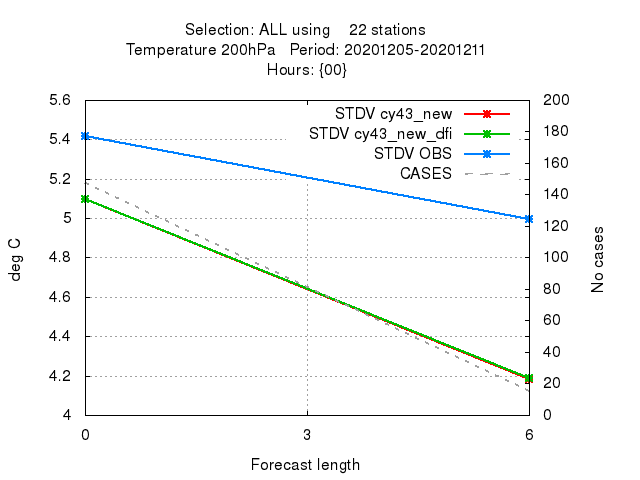 Selection: ALL using    22 stations
Temperature 200hPa   Period: 20201205-20201211
Hours: {00}
5.6
5.4
5.2
5
4.8
4.6
4.4
4.2
4
200
180
160
140
120
100
80
60
40
20
0
STDV cy43_new
STDV cy43_new_dfi
STDV OBS
CASES
deg C
No cases
0
3
6
Forecast length